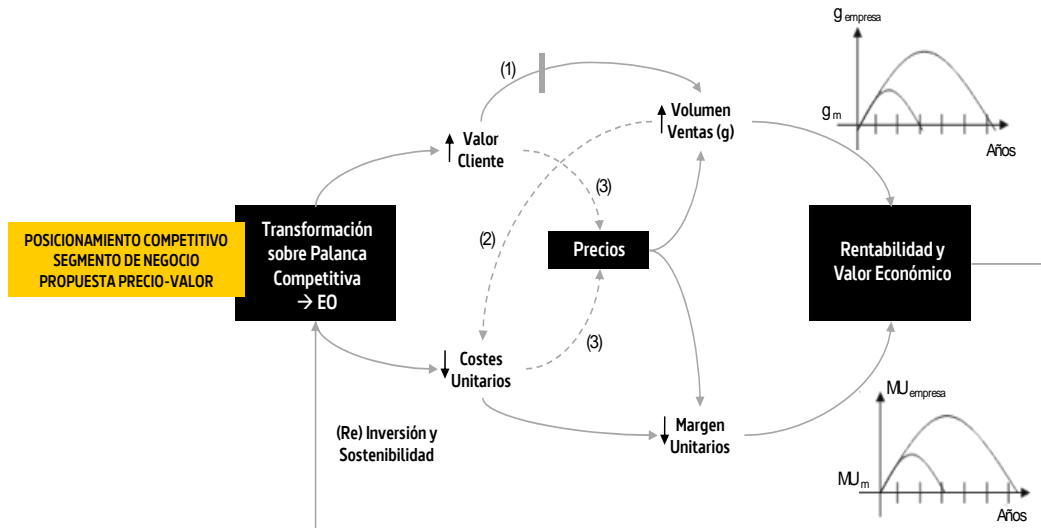 g empresa
g m
Años
(1)
Volumen
Ventas (g)
Valor
Cliente
(3)
(2)
POSICIONAMIENTO COMPETITIVO
SEGMENTO DE NEGOCIO
PROPUESTA PRECIO-VALOR
Transformación
sobre Palanca
Competitiva
→ EO
Precios
Rentabilidad y
Valor Económico
(3)
Costes
Unitarios
MU empresa
MU m
Años
(Re) Inversión y
Sostenibilidad
Margen
Unitarios